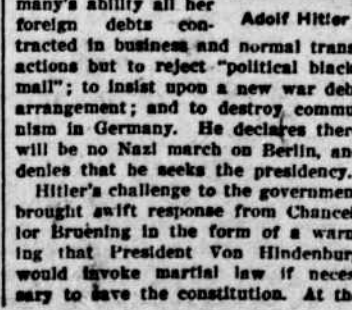 many's ability all her
foreign debts con-
Adolf Hitler
tracted in business and normal trans
actions but to reject "political black
mail"; to insist upon a new war deb
arrangement; and to destroy commu
nism in Germany. He declares ther
will be no Nazi march on Berlin, an
denies that he seeks the presidency.
Hitler's challenge to the governmen
brought swift response from Chancel
lor Bruening in the form of a warn
ing that President Von Hindenbur
would invoke martial law if neces
sary to save the constitution. At th